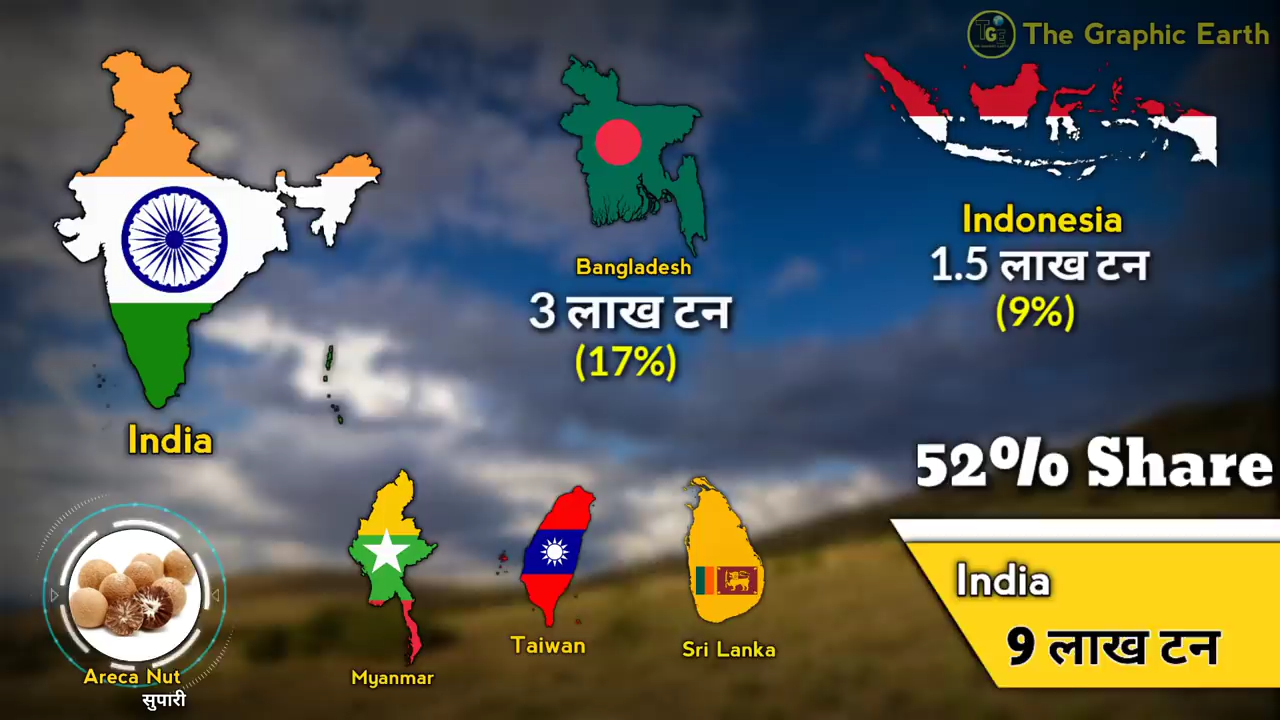 The Graphic Earth
India
Bangladesh
3 लाख टन
(17%)
Indonesia
1.5 लाख टन
(9%)
52% Share
India
9 लाख टन
Areca Nut
सुपारी
Myanmar
Taiwan
Sri Lanka